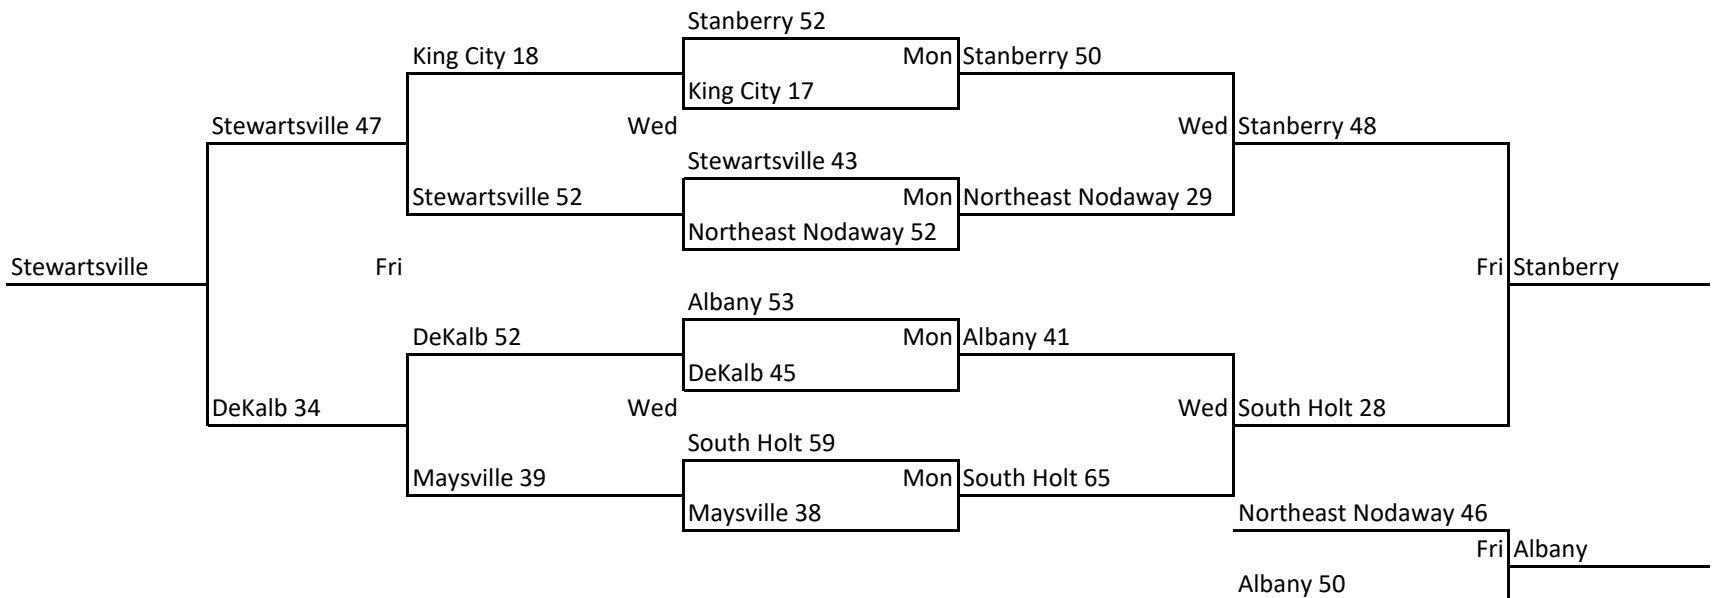 Stanberry 52
King City 18
Mon Stanberry 50
King City 17
Stewartsville 47
Wed
Wed Stanberry 48
Stewartsville 43
Stewartsville 52
Mon Northeast Nodaway 29
Northeast Nodaway 52
Stewartsville
Fri
Fri Stanberry
Albany 53
DeKalb 52
Mon Albany 41
DeKalb 45
DeKalb 34
Wed
Wed South Holt 28
South Holt 59
Maysville 39
Mon South Holt 65
Maysville 38
Northeast Nodaway 46
Fri Albany
Albany 50